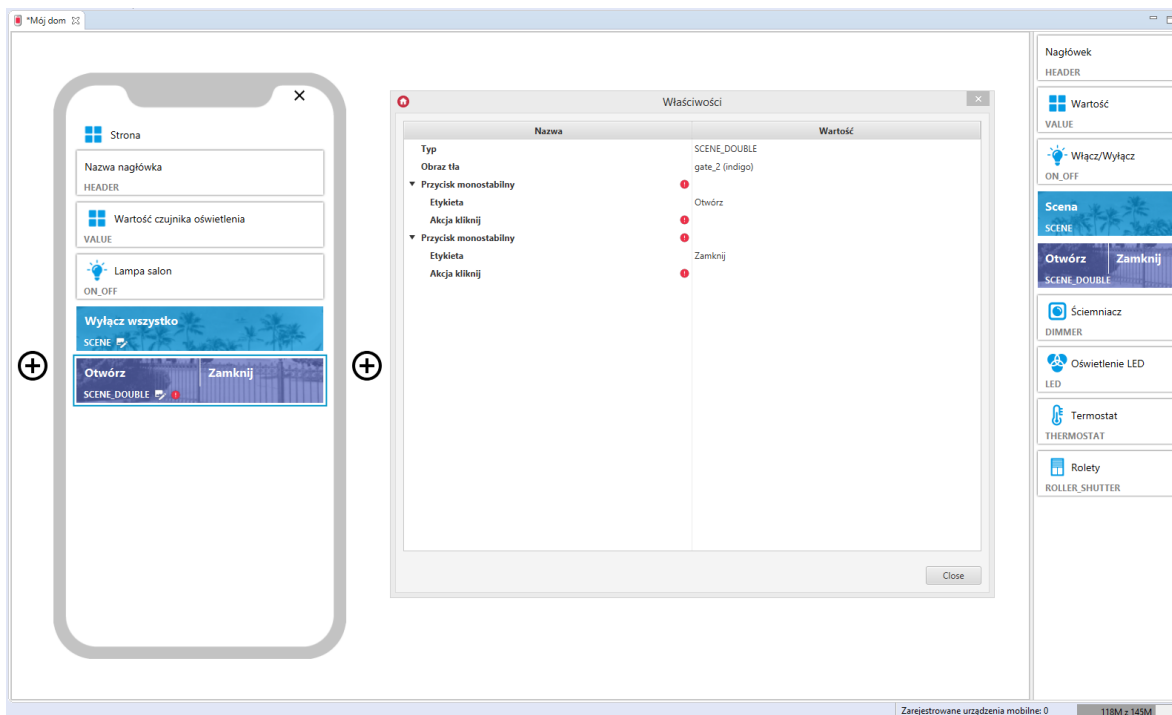 *Mój dom
Strona
Nazwa nagłówka
HEADER
Wartość czujnika oświetlenia
VALUE
Lampa salon
ON_OFF
Wyłącz wszystko
SCENE
Otwórz Zamknij
SCENE_DOUBLE
Właściwości
Nazwa Wartość
Typ SCENE_DOUBLE
Obraz tła gate_2 (indigo)
Przycisk monostabilny
Etykieta Otwórz
Akcja kliknij
Przycisk monostabilny
Etykieta Zamknij
Akcja kliknij
Close
Nagłówek
HEADER
Wartość
VALUE
Włącz/Wyłącz
ON_OFF
Scena
SCENE
Otwórz Zamknij
SCENE_DOUBLE
Ściemniacz
DIMMER
Oświetlenie LED
LED
Termostat
THERMOSTAT
Rolety
ROLLER_SHUTTER
Zarejestrowane urządzenia mobilne: 0 118M z 145M